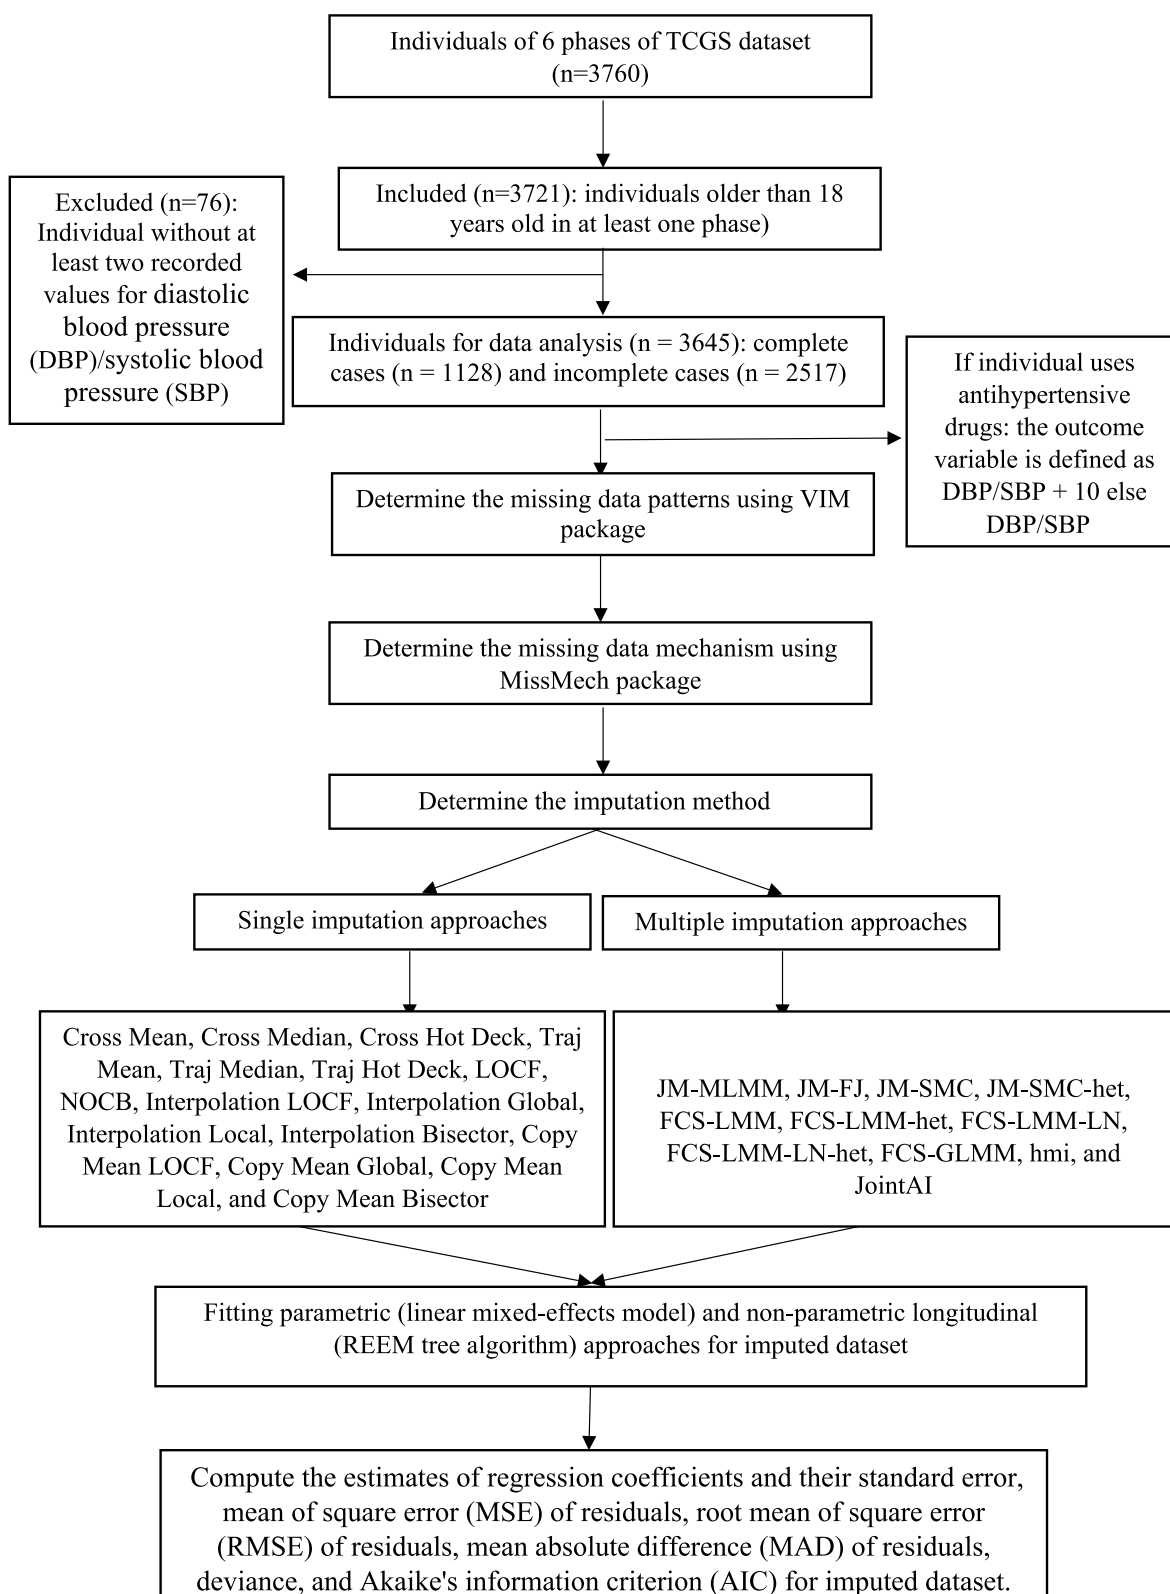 Individuals of 6 phases of TCGS dataset
(n=3760)
Included (n=3721): individuals older than 18
years old in at least one phase)
Excluded (n=76):
Individual without at
least two recorded
values for diastolic
blood pressure
(DBP)/systolic blood
pressure (SBP)
Individuals for data analysis (n = 3645): complete
cases (n = 1128) and incomplete cases (n = 2517)
If individual uses
antihypertensive
drugs: the outcome
variable is defined as
DBP/SBP + 10 else
DBP/SBP
Determine the missing data patterns using VIM
package
Determine the missing data mechanism using
MissMech package
Determine the imputation method
Single imputation approaches
Multiple imputation approaches
Cross Mean, Cross Median, Cross Hot Deck, Traj
Mean, Traj Median, Traj Hot Deck, LOCF,
NOCB, Interpolation LOCF, Interpolation Global,
Interpolation Local, Interpolation Bisector, Copy
Mean LOCF, Copy Mean Global, Copy Mean
Local, and Copy Mean Bisector
JM-MLMM, JM-FJ, JM-SMC, JM-SMC-het,
FCS-LMM, FCS-LMM-het, FCS-LMM-LN,
FCS-LMM-LN-het, FCS-GLMM, hmi, and
JointAI
Fitting parametric (linear mixed-effects model) and non-parametric longitudinal
(REEM tree algorithm) approaches for imputed dataset
Compute the estimates of regression coefficients and their standard error,
mean of square error (MSE) of residuals, root mean of square error
(RMSE) of residuals, mean absolute difference (MAD) of residuals,
deviance, and Akaike's information criterion (AIC) for imputed dataset.